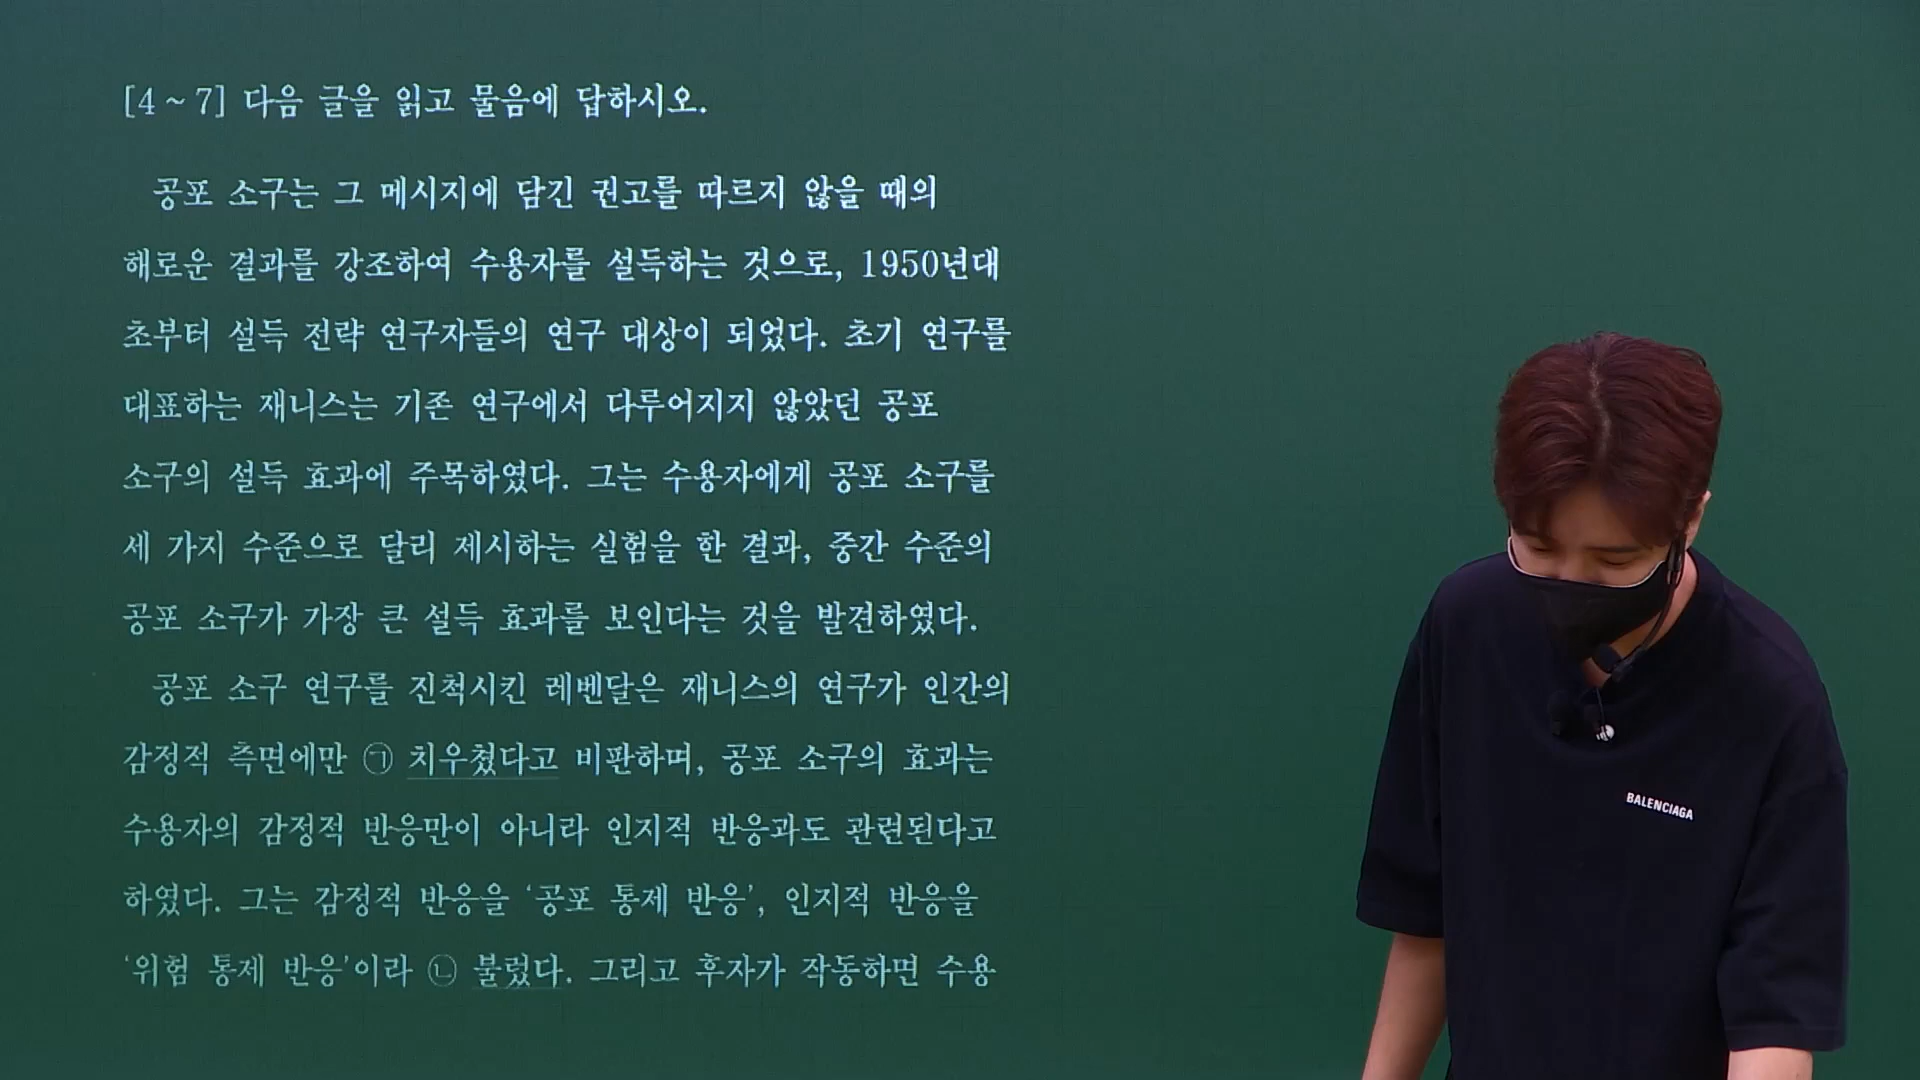 [4~7] 다음 글을 읽고 물음에 답하시오.
공포 소구는 그 메시지에 담긴 권고를 따르지 않을 때의
해로운 결과를 강조하여 수용자를 설득하는 것으로, 1950년대
초부터 설득 전략 연구자들의 연구 대상이 되었다. 초기 연구를
대표하는 재니스는 기존 연구에서 다루어지지 않았던 공포
소구의 설득 효과에 주목하였다. 그는 수용자에게 공포 소구를
세 가지 수준으로 달리 제시하는 실험을 한 결과, 중간 수준의
공포 소구가 가장 큰 설득 효과를 보인다는 것을 발견하였다.
공포 소구 연구를 진척시킨 레벤달은 재니스의 연구가 인간의
감정적 측면에만 ㉠ 치우쳤다고 비판하며, 공포 소구의 효과는
수용자의 감정적 반응만이 아니라 인지적 반응과도 관련된다고
하였다. 그는 감정적 반응을 ‘공포 통제 반응’, 인지적 반응을
‘위험 통제 반응’이라 ㉡ 불렀다. 그리고 후자가 작동하면 수용
BALENCIAGA